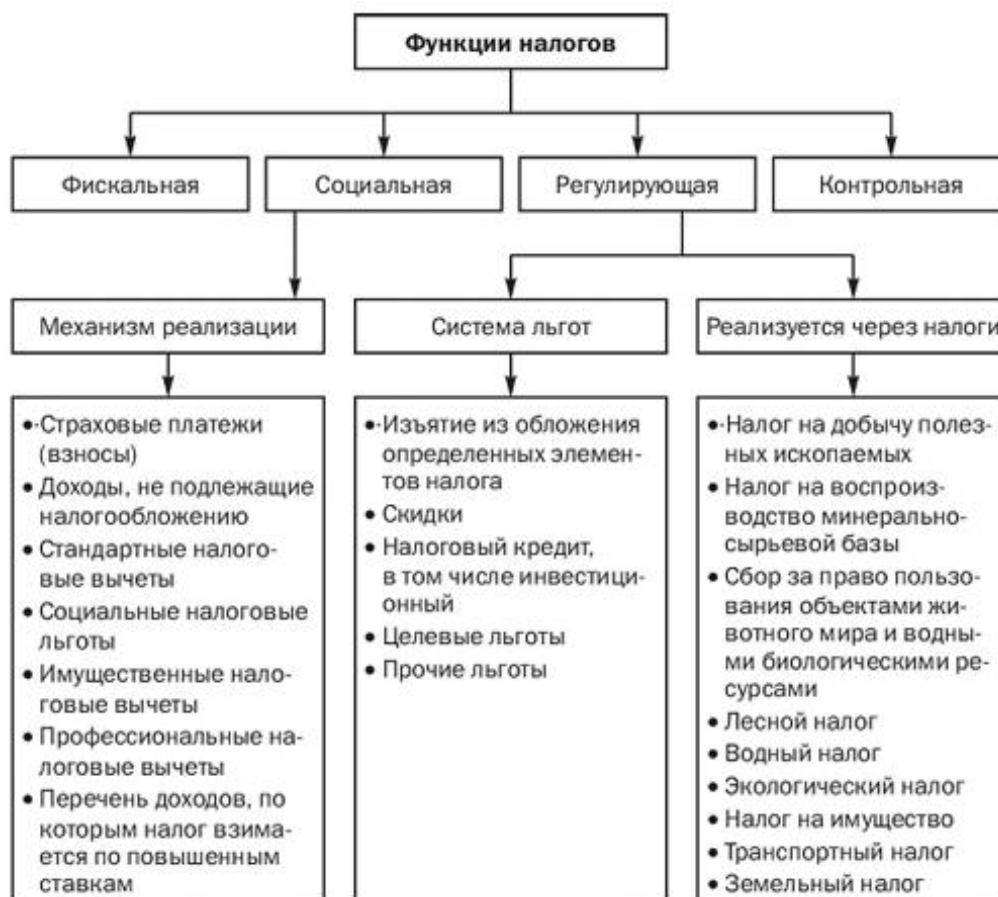 Функции налогов
Фискальная
Социальная
Регулирующая
Контрольная
Механизм реализации
Система льгот
Реализуется через налоги
•·Страховые платежи
(взносы)
• Доходы, не подлежащие
налогообложению
• Стандартные налого-
вые вычеты
• Социальные налоговые
льготы
• Имущественные нало-
говые вычеты
• Профессиональные на-
логовые вычеты
• Перечень доходов, по
которым налог взима-
ется по повышенным
ставкам
•·Изъятие из обложения
определенных элемен-
тов налога
• Скидки
• Налоговый кредит,
в том числе инвестици-
онный
• Целевые льготы
• Прочие льготы
•·Налог на добычу полез-
ных ископаемых
• Налог на воспроиз-
водство минерально-
сырьевой базы
• Сбор за право пользо-
вания объектами жи-
вотного мира и водны-
ми биологическими ре-
сурсами
• Лесной налог
• Водный налог
• Экологический налог
• Налог на имущество
• Транспортный налог
• Земельный налог